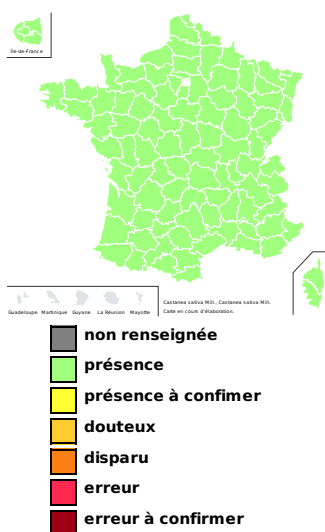 Île-de-France
Guadeloupe Martinique Guyane La Réunion Mayotte
Castanea sativa Mill., Castanea sativa Mill.
Carte en cours d'élaboration.
non renseignée
présence
présence à confimer
douteux
disparu
erreur
erreur à confirmer